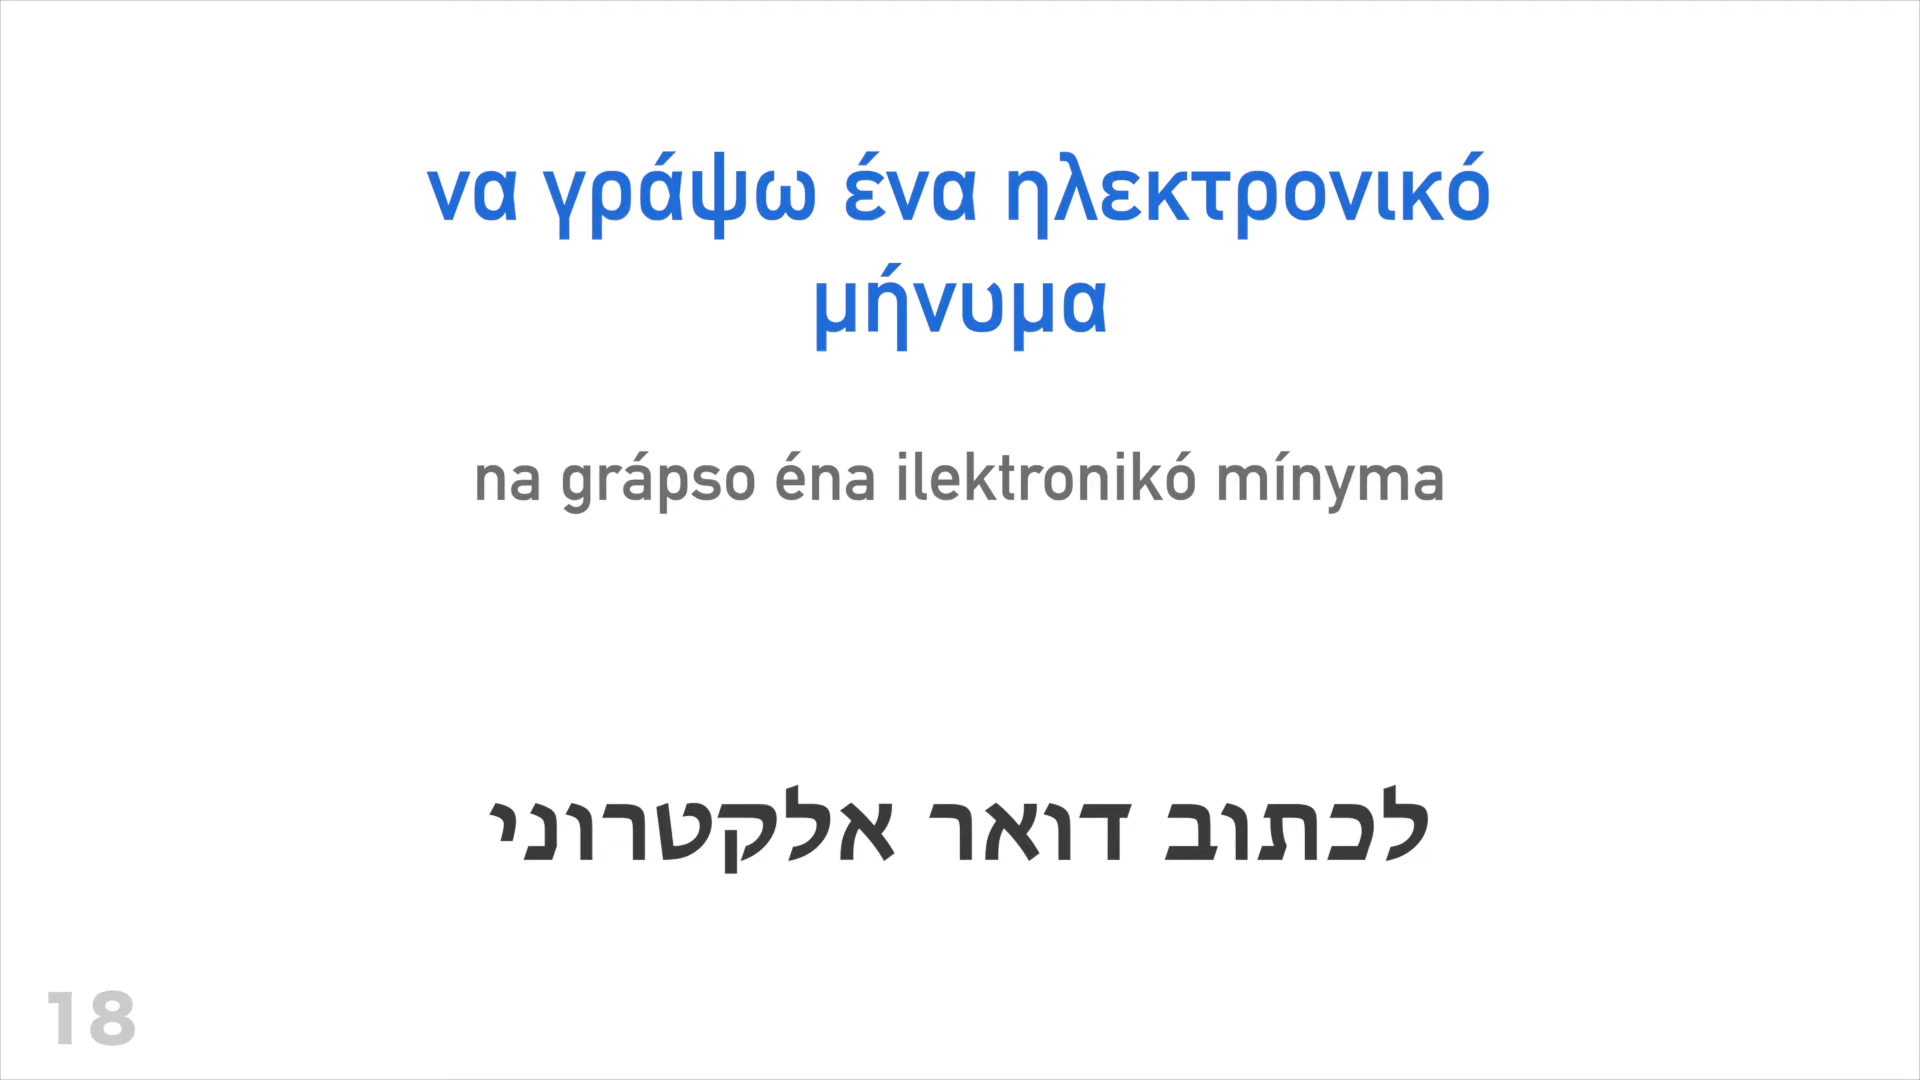 να γράψω ένα ηλεκτρονικό
μήνυμα
na grápso éna ilektronikó mínyma
לכתוב דואר אלקטרוני
18